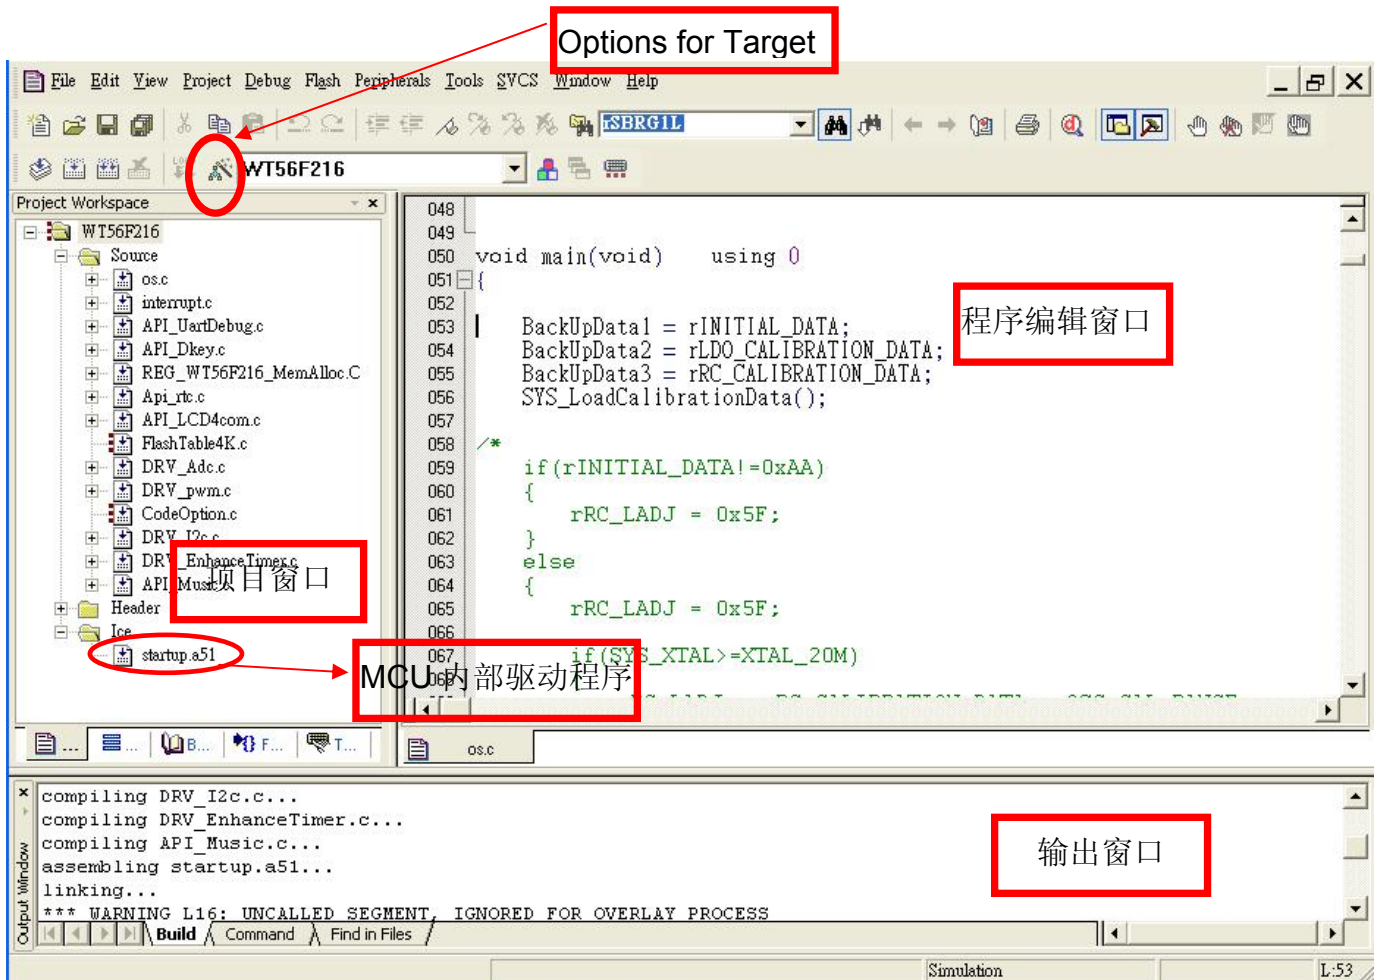 Options for Target
File Edit View Project Debug Flash Peripherals Tools SVCS Window Help
rSBRG1L
WT56F216
Project Workspace
WT56F216
Source
os.c
interrupt.c
API_UartDebug.c
API_Dkey.c
REG_WT56F216_MemAlloc.C
Api_rtc.c
API_LCD4com.c
FlashTable4K.c
DRV_Adc.c
DRV_pwm.c
CodeOption.c
DRV_I2c.c
DRV_EnhanceTimer.c
API_Music.c
Header
Ice
startup.a51
项目窗口
MCU内部驱动程序
048
049
050 void main(void) using 0
051 {
052
053 BackUpData1 = rINITIAL_DATA;
054 BackUpData2 = rLDO_CALIBRATION_DATA;
055 BackUpData3 = rRC_CALIBRATION_DATA;
056 SYS_LoadCalibrationData();
057
058 /*
059 if(rINITIAL_DATA!=0xAA)
060 {
061 rRC_LADJ = 0x5F;
062 }
063 else
064 {
065 rRC_LADJ = 0x5F;
066
067 if(SYS_XTAL>=XTAL_20M)
068
程序编辑窗口
... ... B... F... T...
os.c
Output Window
compiling DRV_I2c.c...
compiling DRV_EnhanceTimer.c...
compiling API_Music.c...
assembling startup.a51...
linking...
*** WARNING L16: UNCALLED SEGMENT, IGNORED FOR OVERLAY PROCESS
输出窗口
Build Command Find in Files
Simulation L:53